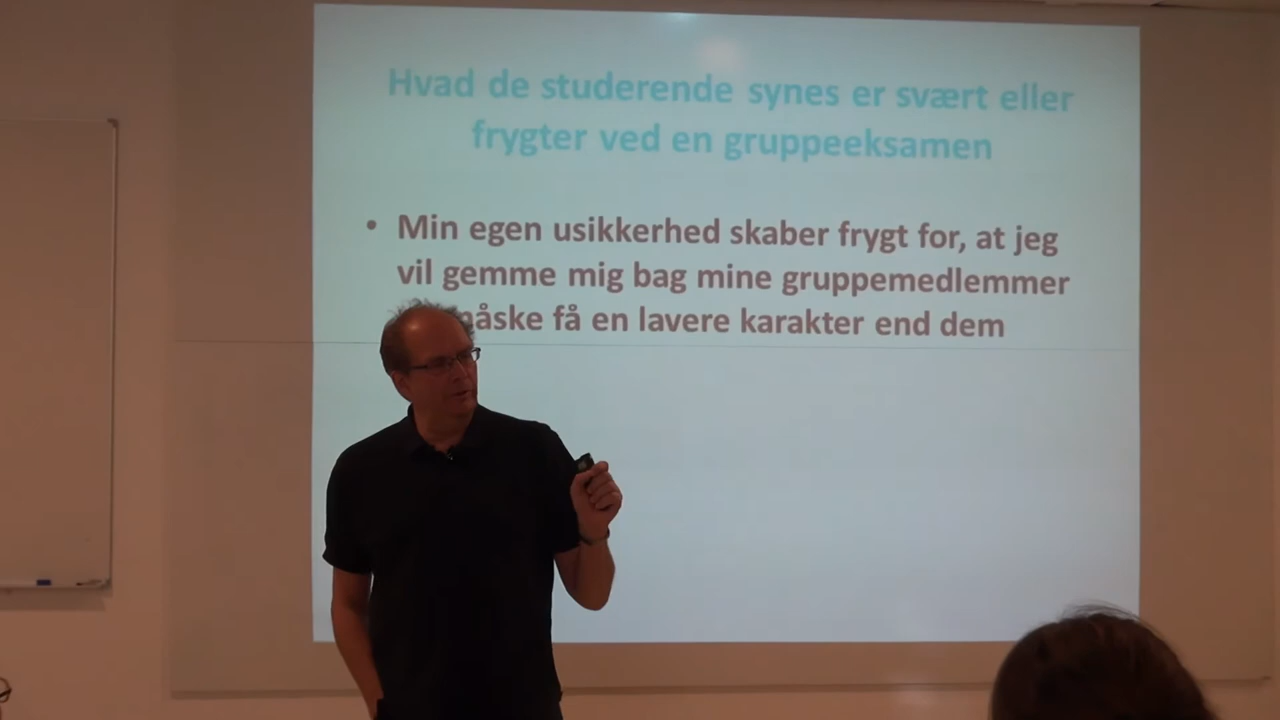 Hvad de studerende synes er svært eller
frygter ved en gruppeeksamen
• Min egen usikkerhed skaber frygt for, at jeg
vil gemme mig bag mine gruppemedlemmer
få en lavere karakter end dem